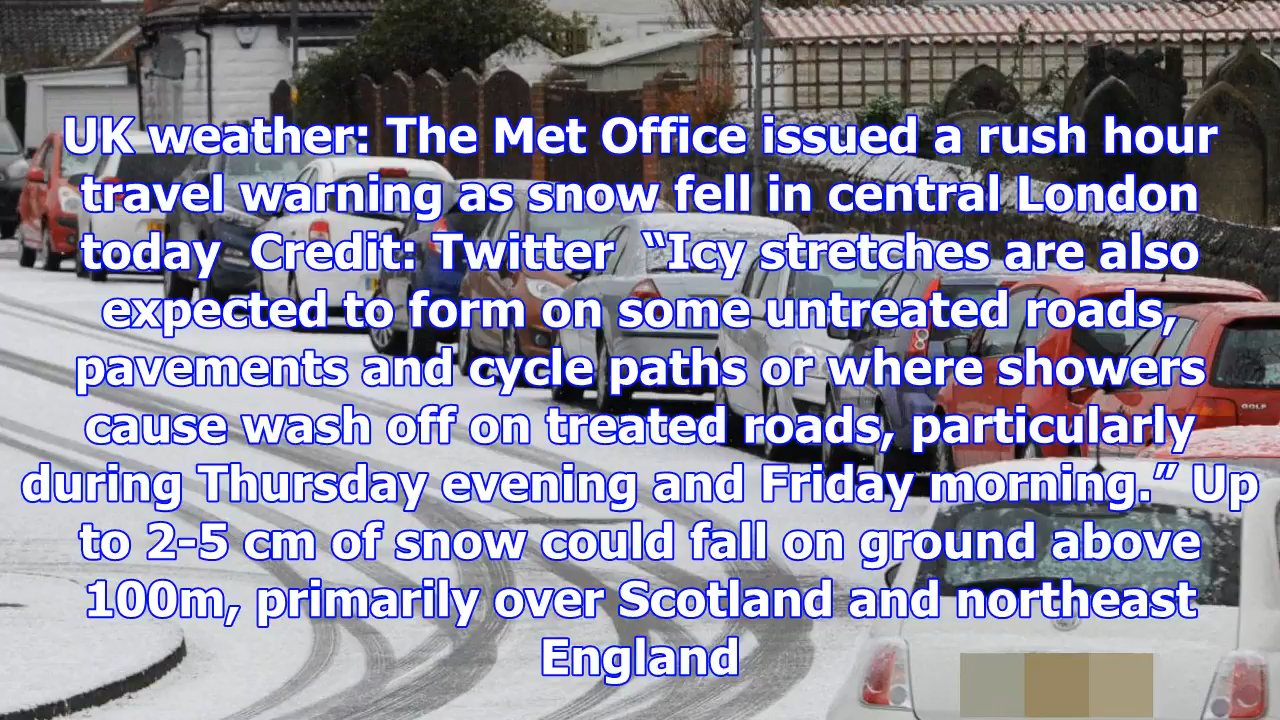 UK weather: The Met Office issued a rush hour
travel warning as snow fell in central London
today  Credit: Twitter  “Icy stretches are also
expected to form on some untreated roads,
pavements and cycle paths or where showers
cause wash off on treated roads, particularly
during Thursday evening and Friday morning.” Up
to 2-5 cm of snow could fall on ground above
100m, primarily over Scotland and northeast
England
GOLF